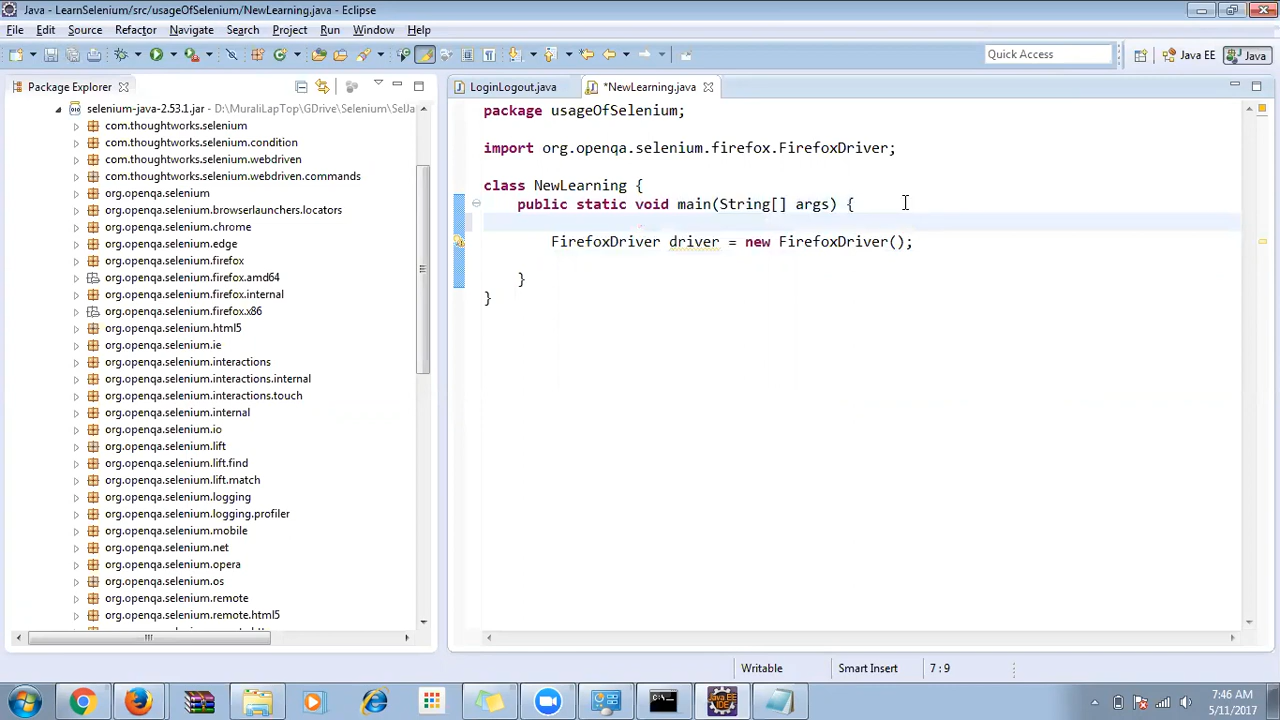 Java - LearnSelenium/src/usageOfSelenium/NewLearning.java - Eclipse
File Edit Source Refactor Navigate Search Project Run Window Help
Quick Access
Java EE
Java
Package Explorer
LoginLogout.java
*NewLearning.java
selenium-java-2.53.1.jar - D:\MuraliLapTop\GDrive\Selenium\SelJa
com.thoughtworks.selenium
com.thoughtworks.selenium.condition
com.thoughtworks.selenium.webdriven
com.thoughtworks.selenium.webdriven.commands
org.openqa.selenium
org.openqa.selenium.browserlaunchers.locators
org.openqa.selenium.chrome
org.openqa.selenium.edge
org.openqa.selenium.firefox
org.openqa.selenium.firefox.amd64
org.openqa.selenium.firefox.internal
org.openqa.selenium.firefox.x86
org.openqa.selenium.html5
org.openqa.selenium.ie
org.openqa.selenium.interactions
org.openqa.selenium.interactions.internal
org.openqa.selenium.interactions.touch
org.openqa.selenium.internal
org.openqa.selenium.io
org.openqa.selenium.lift
org.openqa.selenium.lift.find
org.openqa.selenium.lift.match
org.openqa.selenium.logging
org.openqa.selenium.logging.profiler
org.openqa.selenium.mobile
org.openqa.selenium.net
org.openqa.selenium.opera
org.openqa.selenium.os
org.openqa.selenium.remote
org.openqa.selenium.remote.html5
package usageOfSelenium;
import org.openqa.selenium.firefox.FirefoxDriver;
class NewLearning {
public static void main(String[] args) {
FirefoxDriver driver = new FirefoxDriver();
}
}
Writable
Smart Insert
7 : 9
Java EE
IDE
7:46 AM
5/11/2017